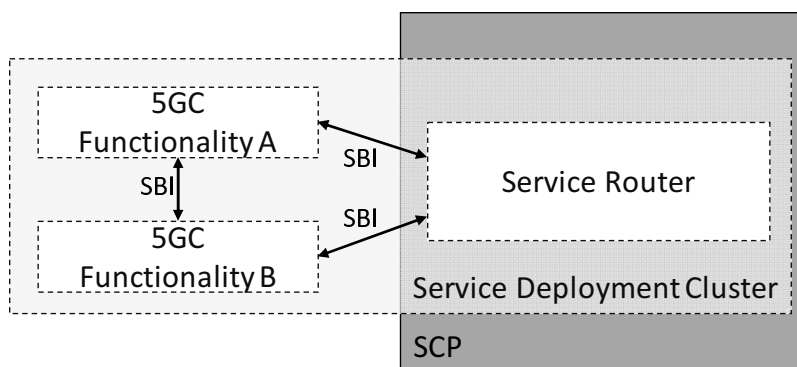 5GC
Functionality A
SBI
SBI
Service Router
SBI
5GC
Functionality B
Service Deployment Cluster
SCP